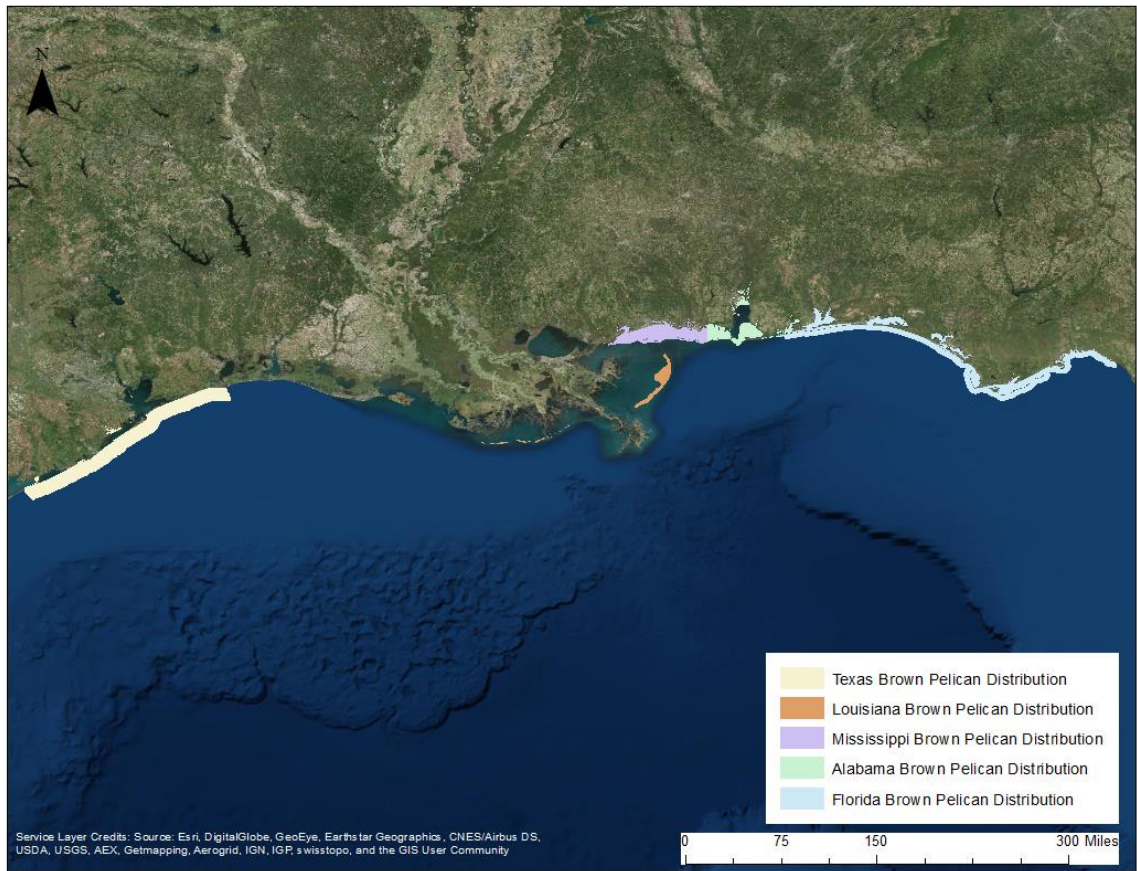 N
Texas Brown Pelican Distribution
Louisiana Brown Pelican Distribution
Mississippi Brown Pelican Distribution
Alabama Brown Pelican Distribution
Florida Brown Pelican Distribution
Service Layer Credits: Source: Esri, DigitalGlobe, GeoEye, Earthstar Geographics, CNES/Airbus DS,
USDA, USGS, AEX, Getmapping, Aerogrid, IGN, IGP, swisstopo, and the GIS User Community
0 75 150 300 Miles